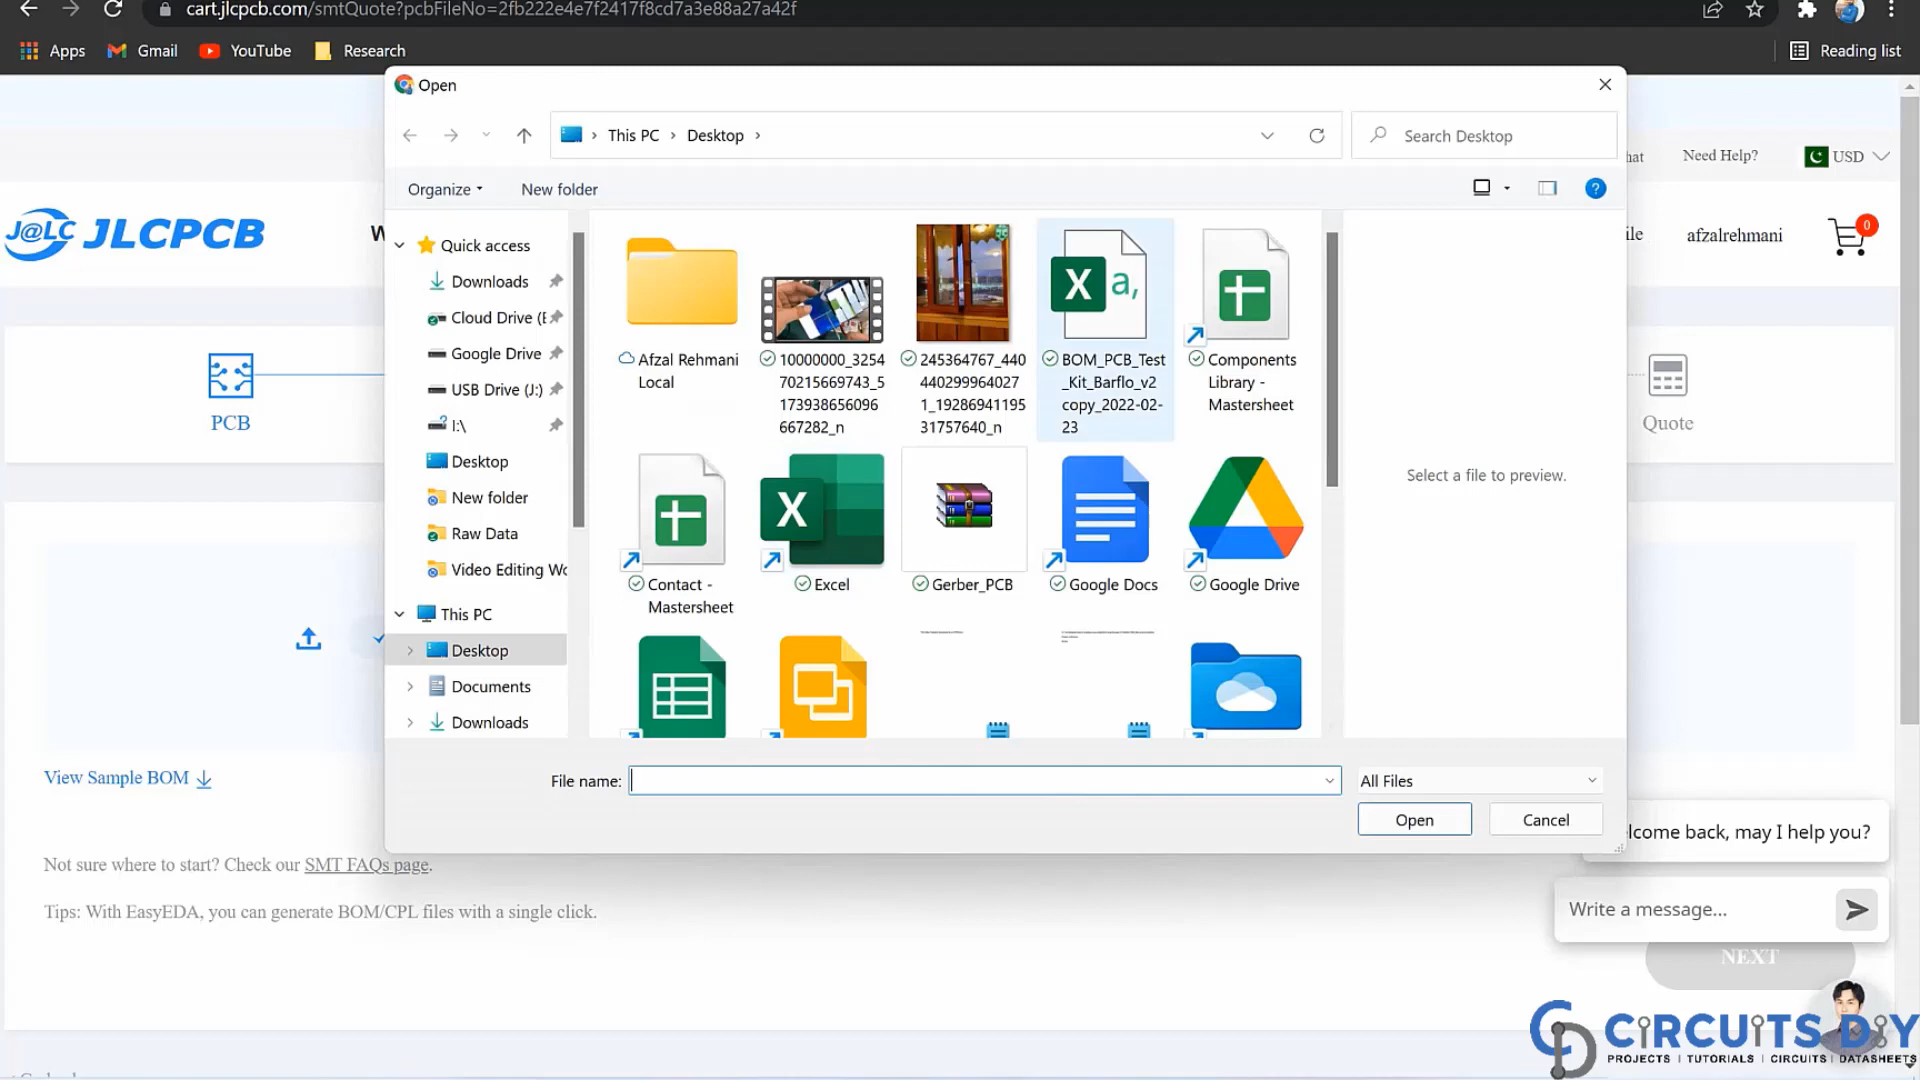 cart.jlcpcb.com/smtQuote?pcbFileNo=2fb222e4e7f2417f8cd7a3e88a27a42f
Apps
Gmail
YouTube
Research
Reading list
Open
This PC
Desktop
Search Desktop
hat
Need Help?
USD
Organize
New folder
J@LC JLCPCB
W
ile
afzalrehmani
0
Quick access
Downloads
Cloud Drive (E
Google Drive
USB Drive (J:)
I:\
Desktop
New folder
Raw Data
Video Editing Wo
This PC
Desktop
Documents
Downloads
Afzal Rehmani
Local
10000000_3254
70215669743_5
173938656096
667282_n
245364767_440
440299964027
1_19286941195
31757640_n
BOM_PCB_Test
_Kit_Barflo_v2
copy_2022-02-
23
Components
Library -
Mastersheet
Contact -
Mastersheet
Excel
Gerber_PCB
Google Docs
Google Drive
Select a file to preview.
PCB
Quote
File name:
All Files
Open
Cancel
View Sample BOM
Not sure where to start? Check our SMT FAQs page.
Tips: With EasyEDA, you can generate BOM/CPL files with a single click.
lcome back, may I help you?
Write a message...
NEXT
CIRCUITS DIY
PROJECTS | TUTORIALS | CIRCUITS | DATASHEETS